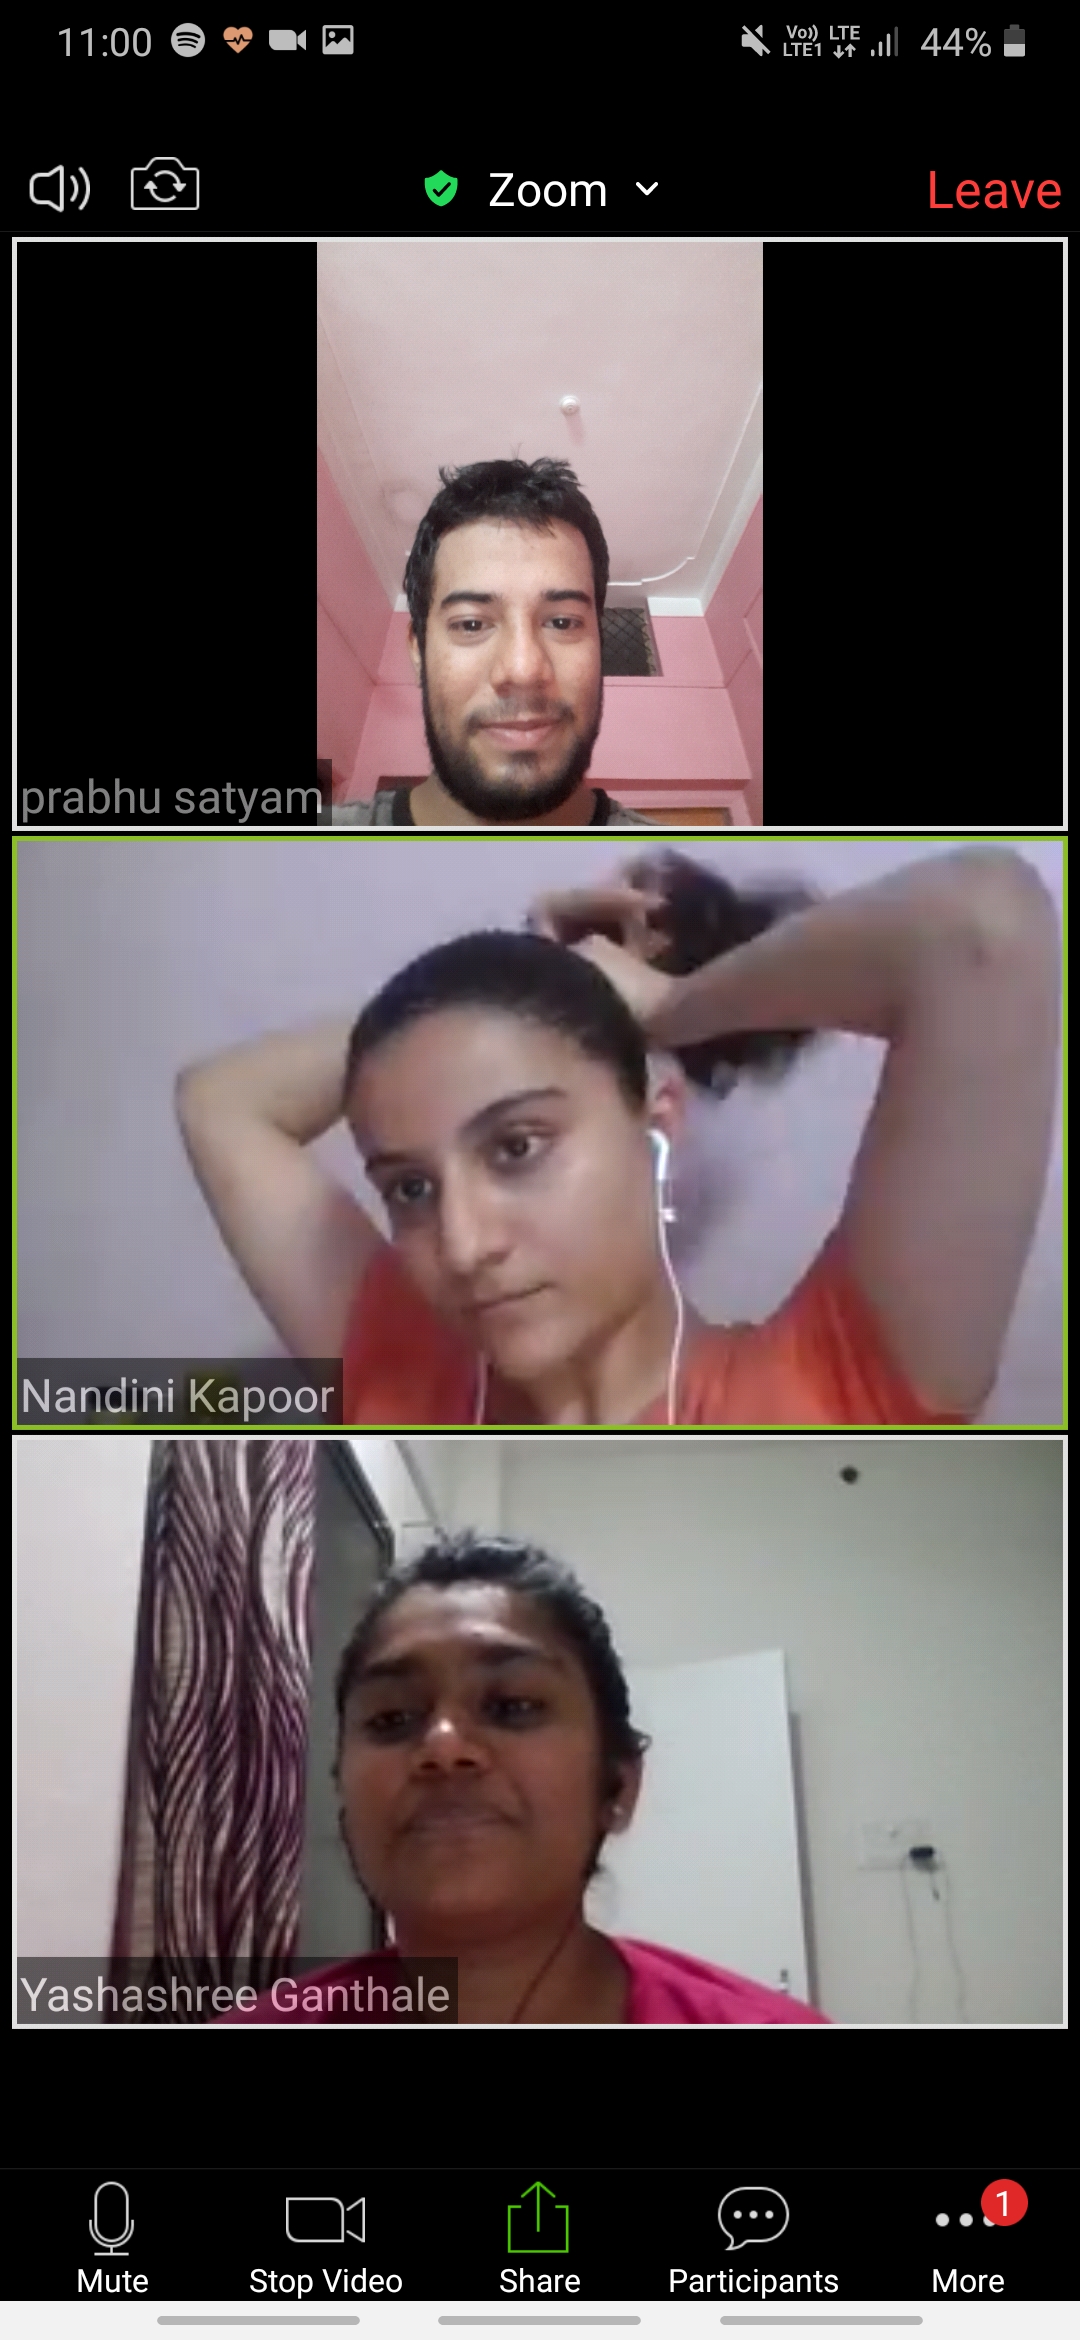 11:00
Vo)) LTE
LTE1
44%
Zoom
Leave
prabhu satyam
Nandini Kapoor
Yashashree Ganthale
1
Mute
Stop Video
Share
Participants
More